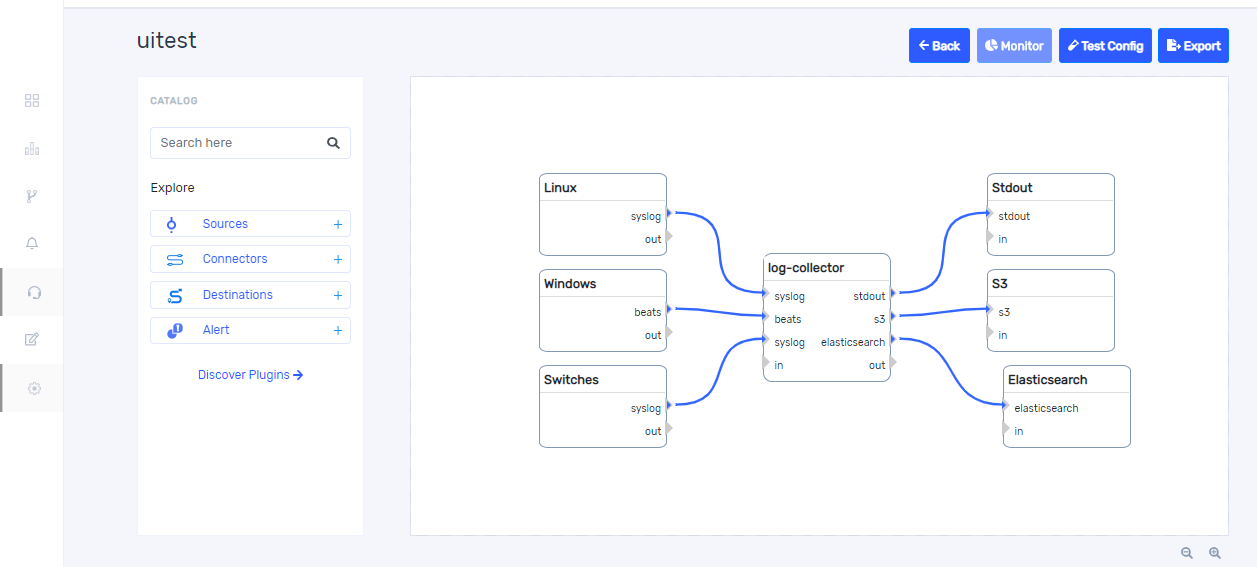 uitest
Back
Monitor
Test Config
Export
CATALOG
Search here
Explore
Sources +
Connectors +
Destinations +
Alert +
Discover Plugins
Linux
syslog
out
Windows
beats
out
Switches
syslog
out
log-collector
syslog stdout
beats s3
syslog elasticsearch
in out
Stdout
stdout
in
S3
s3
in
Elasticsearch
elasticsearch
in